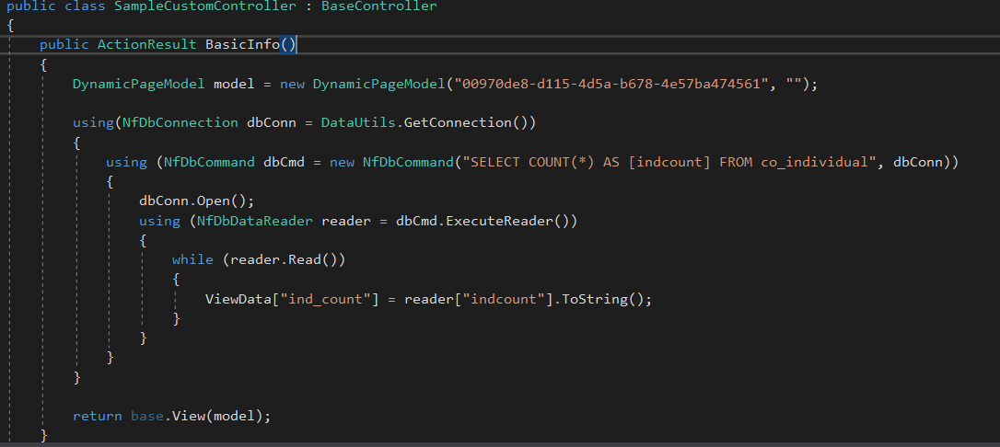 public class SampleCustomController : BaseController
{
public ActionResult BasicInfo()
{
DynamicPageModel model = new DynamicPageModel("00970de8-d115-4d5a-b678-4e57ba474561", "");
using(NfDbConnection dbConn = DataUtils.GetConnection())
{
using (NfDbCommand dbCmd = new NfDbCommand("SELECT COUNT(*) AS [indcount] FROM co_individual", dbConn))
{
dbConn.Open();
using (NfDbDataReader reader = dbCmd.ExecuteReader())
{
while (reader.Read())
{
ViewData["ind_count"] = reader["indcount"].ToString();
}
}
}
}
return base.View(model);
}